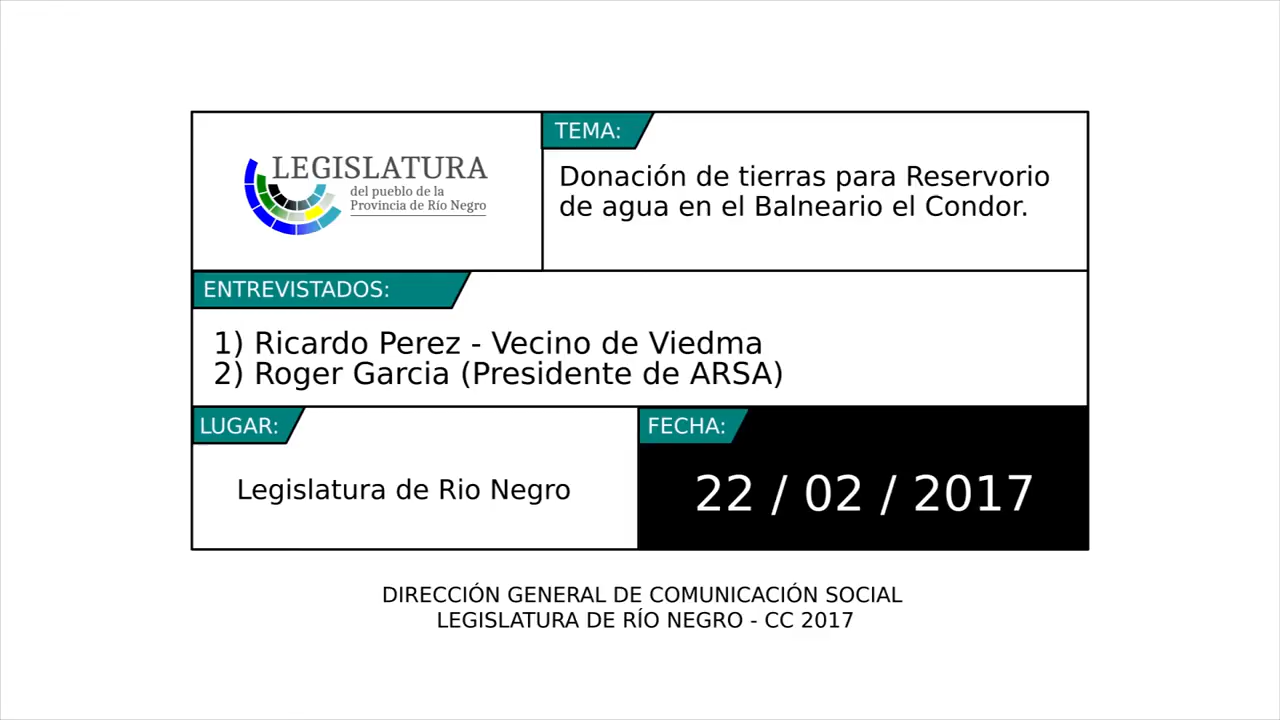 LEGISLATURA
del pueblo de la
Provincia de Río Negro
TEMA:
Donación de tierras para Reservorio
de agua en el Balneario el Condor.
ENTREVISTADOS:
1) Ricardo Perez - Vecino de Viedma
2) Roger Garcia (Presidente de ARSA)
LUGAR:
Legislatura de Rio Negro
FECHA:
22 / 02 / 2017
DIRECCIÓN GENERAL DE COMUNICACIÓN SOCIAL
LEGISLATURA DE RÍO NEGRO - CC 2017